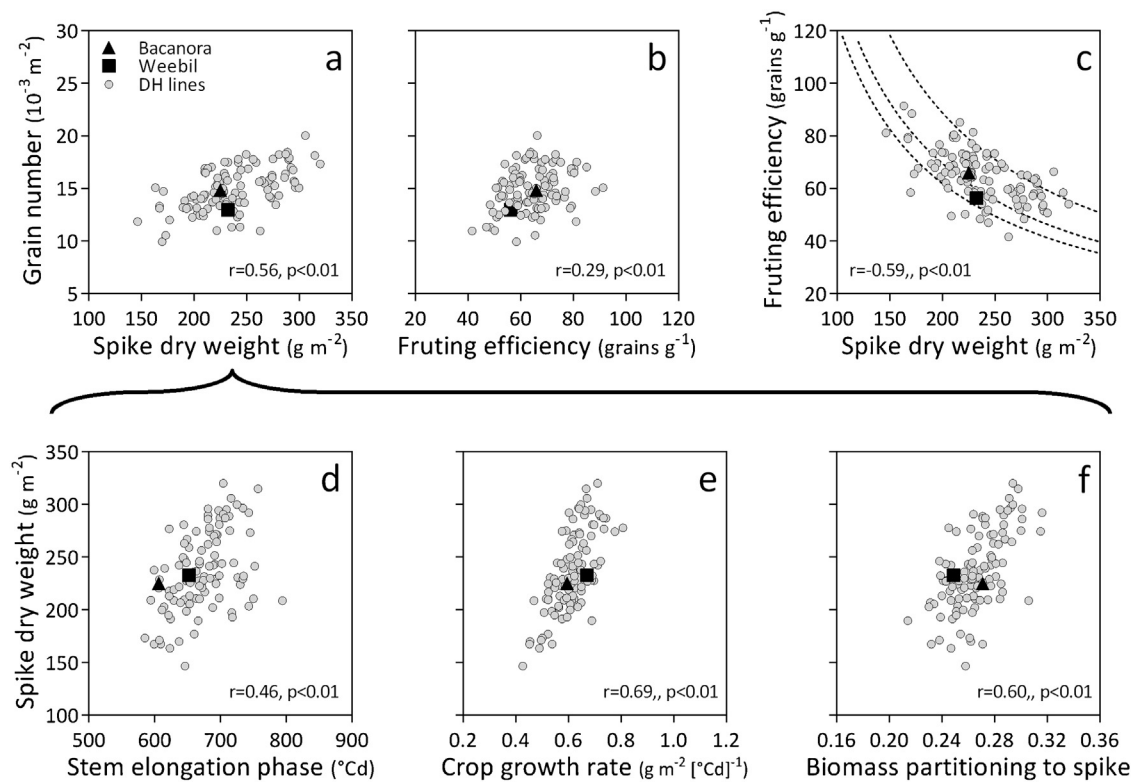 30
25
20
15
10
5
Grain number (10⁻³ m⁻²)
Bacanora
Weebil
DH lines
a
r=0.56, p<0.01
100 150 200 250 300 350
Spike dry weight (g m⁻²)
b
r=0.29, p<0.01
20 40 60 80 100 120
Fruting efficiency (grains g⁻¹)
120
100
80
60
40
20
Fruting efficiency (grains g⁻¹)
c
r=-0.59,, p<0.01
100 150 200 250 300 350
Spike dry weight (g m⁻²)
350
300
250
200
150
100
Spike dry weight (g m⁻²)
d
r=0.46, p<0.01
500 600 700 800 900
Stem elongation phase (°Cd)
e
r=0.69,, p<0.01
0.2 0.4 0.6 0.8 1.0 1.2
Crop growth rate (g m⁻² [°Cd]⁻¹)
f
r=0.60,, p<0.01
0.16 0.20 0.24 0.28 0.32 0.36
Biomass partitioning to spike